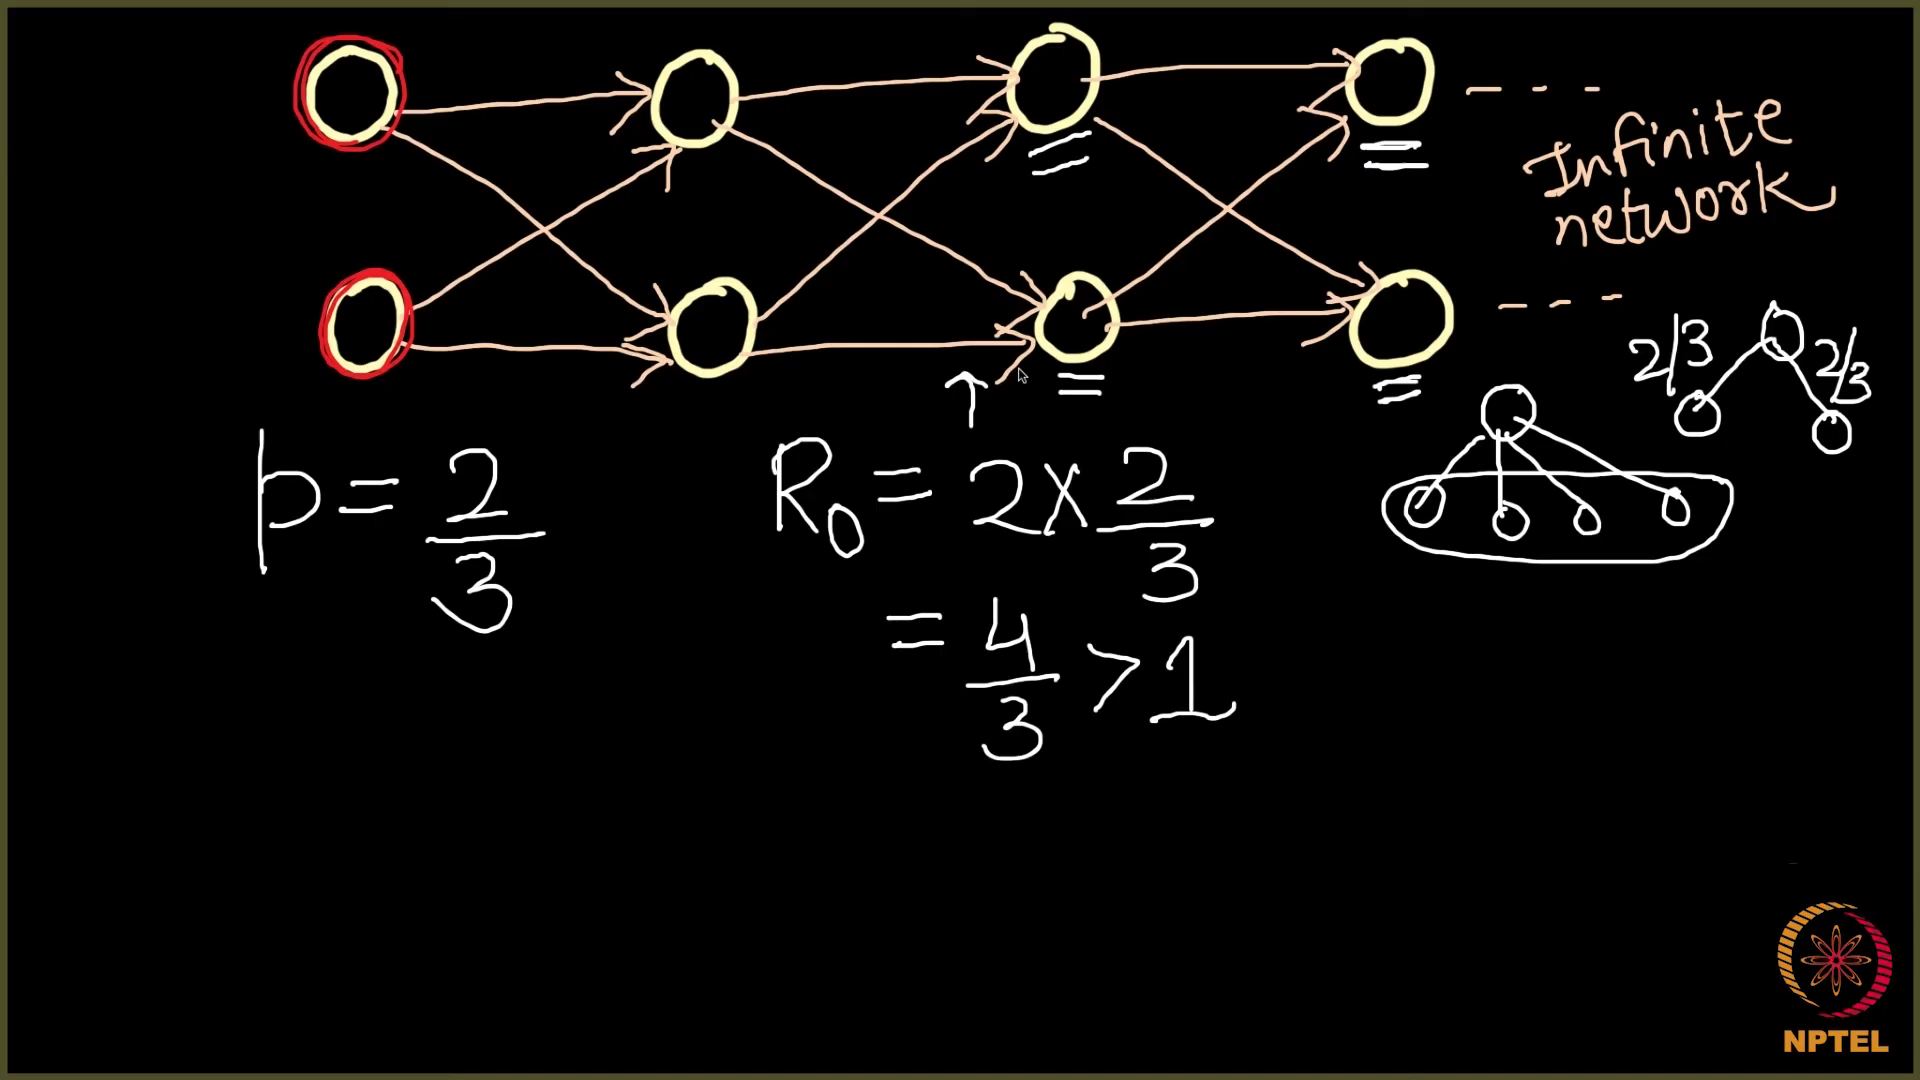 Infinite
network
2/3 2/3
p = 2/3
R0 = 2 x 2/3
= 4/3 > 1
NPTEL